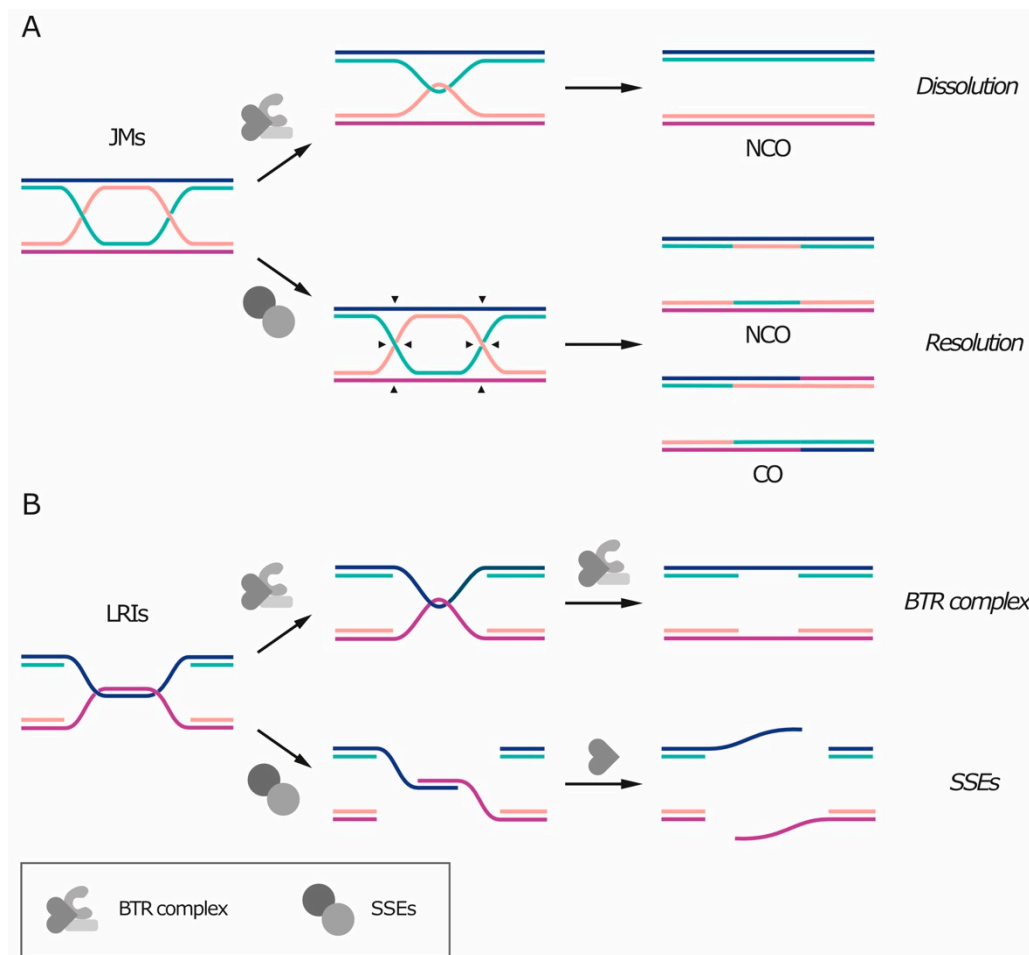 A
JMs
Dissolution
NCO
NCO
Resolution
CO
B
LRIs
BTR complex
SSEs
BTR complex
SSEs